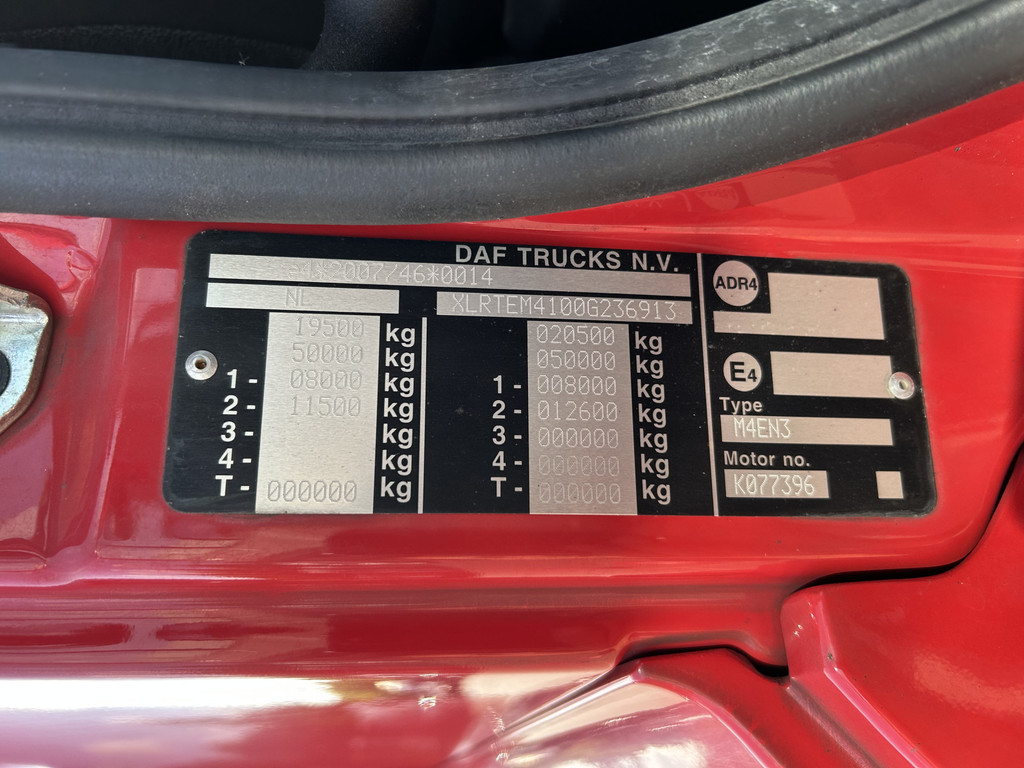 DAF TRUCKS N.V.
2007/46*0014
NL
XLRTEM4100G236913
19500 kg
50000 kg
1- 08000 kg
2- 11500 kg
3- kg
4- kg
T- 000000 kg
020500 kg
050000 kg
1- 008000 kg
2- 012600 kg
3- 000000 kg
4- 000000 kg
T- 000000 kg
ADR4
E4
Type
M4EN3
Motor no.
K077396